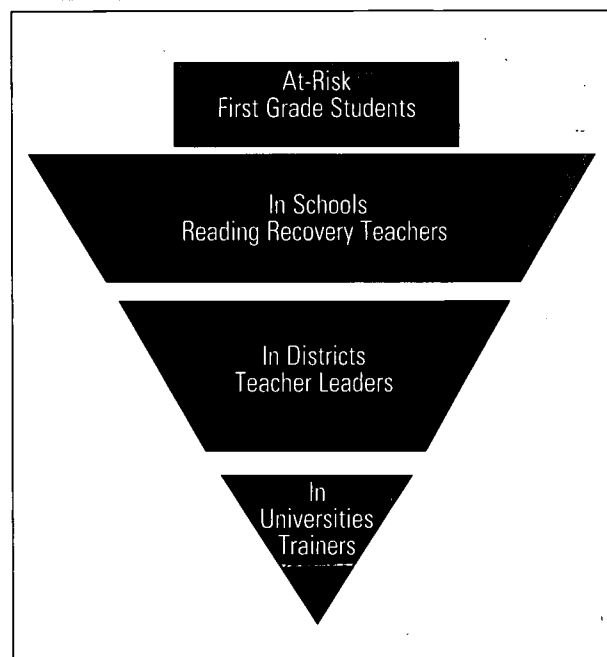 At-Risk
First Grade Students
In Schools
Reading Recovery Teachers
In Districts
Teacher Leaders
In
Universities
Trainers